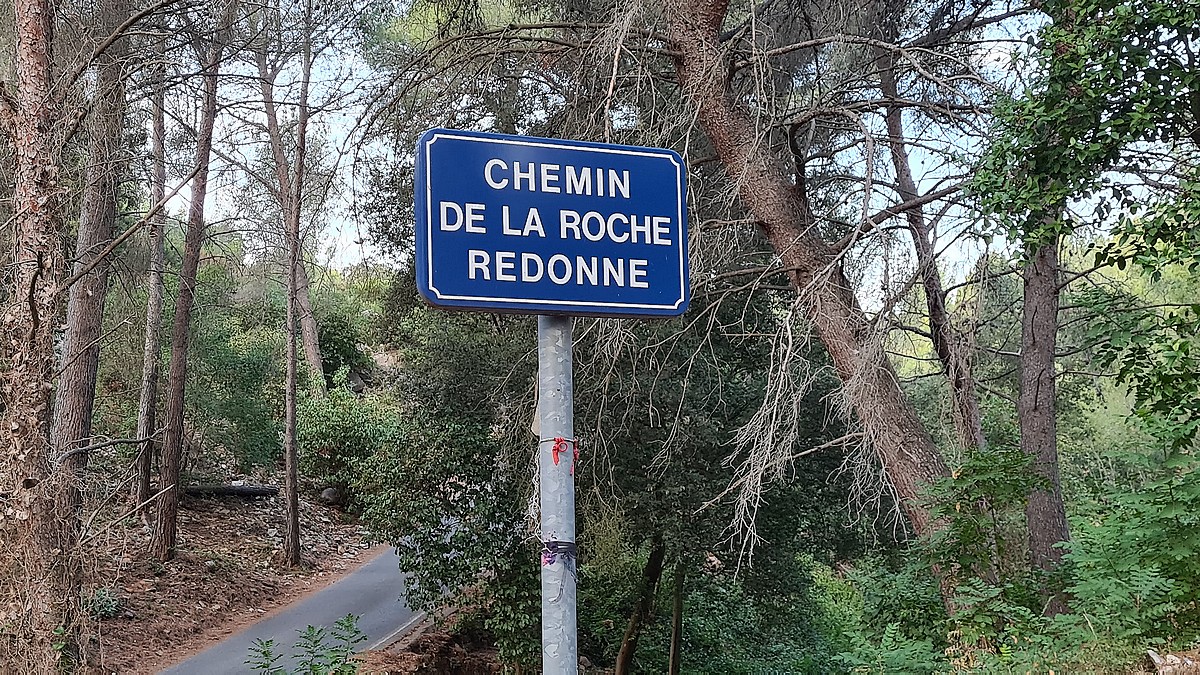 CHEMIN
DE LA ROCHE
REDONNE